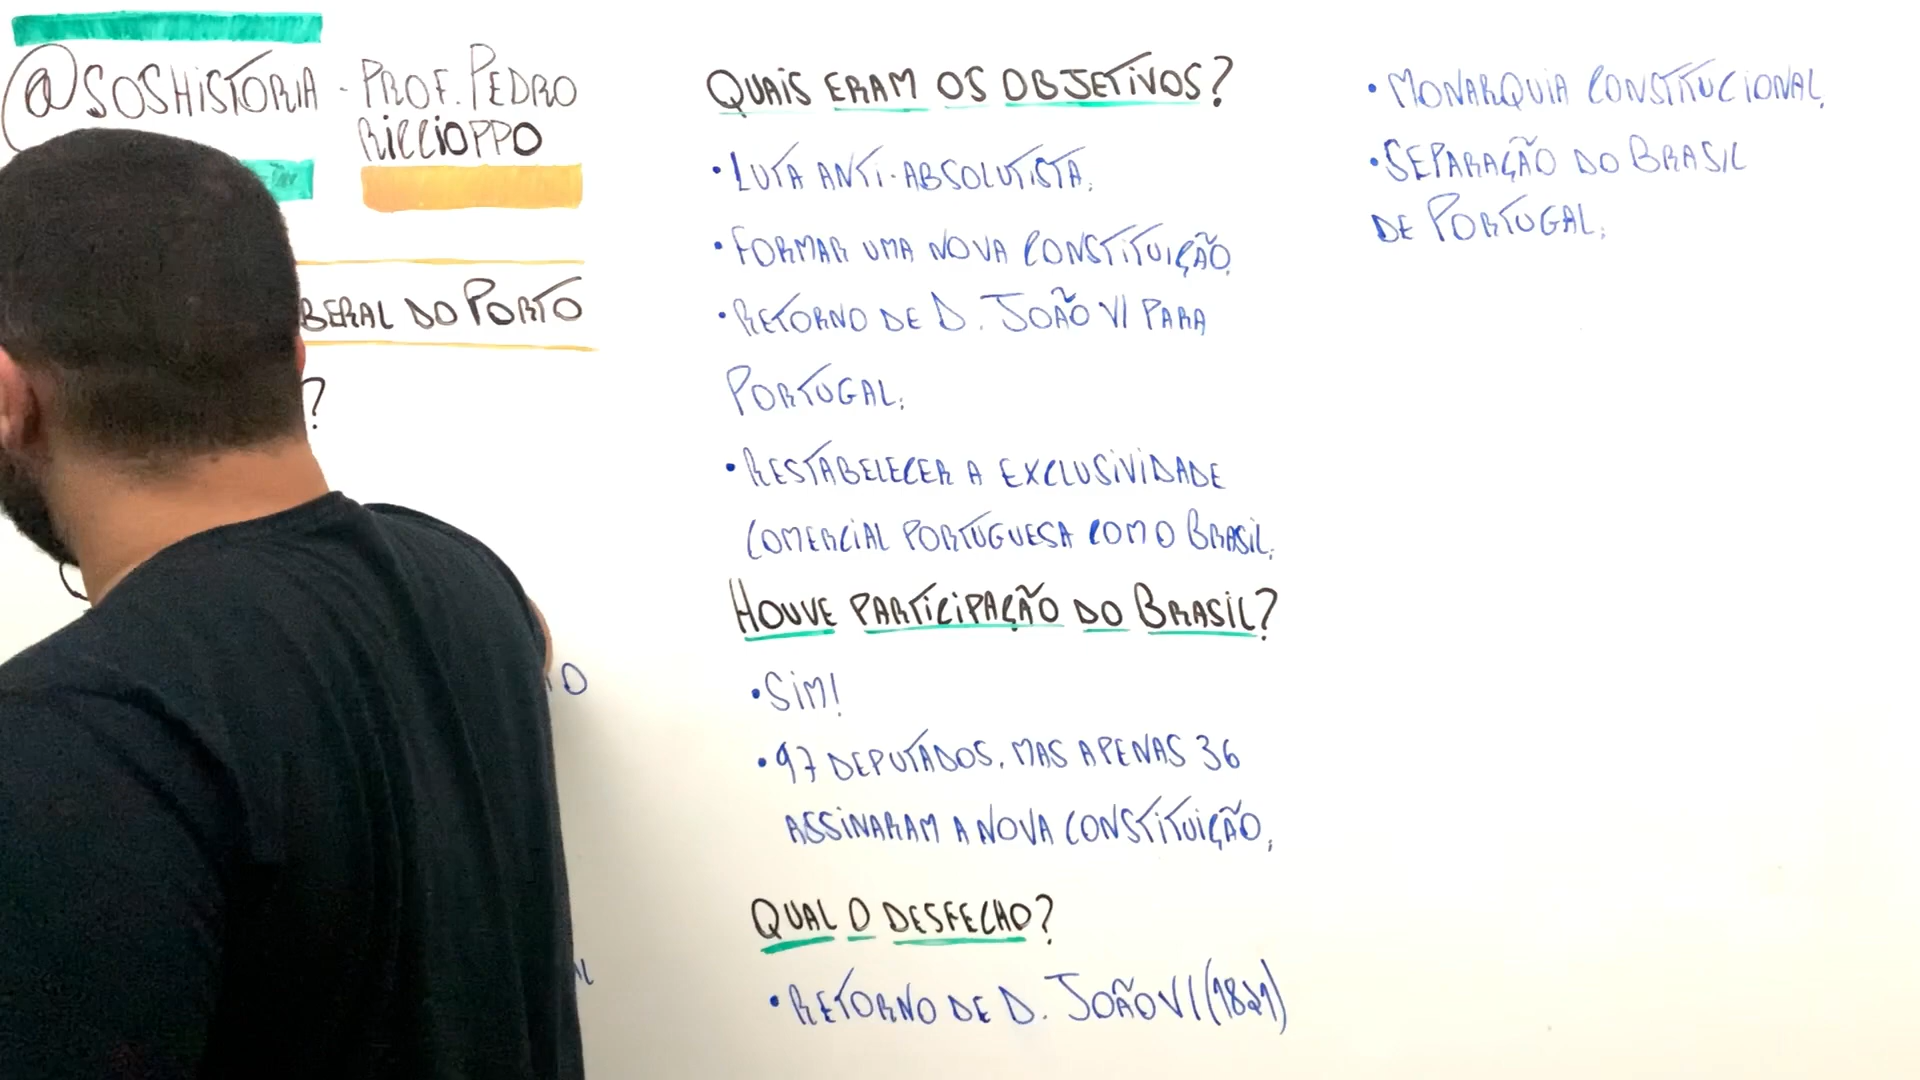 @SOSHISTORIA - PROF. PEDRO
RICCIOPPO
BERAL DO PORTO
?
O
QUAIS ERAM OS OBJETIVOS?
• LUTA ANTI-ABSOLUTISTA;
• FORMAR UMA NOVA CONSTITUIÇÃO;
• RETORNO DE D. JOÃO VI PARA
PORTUGAL;
• RESTABELECER A EXCLUSIVIDADE
COMERCIAL PORTUGUESA COM O BRASIL;
HOUVE PARTICIPAÇÃO DO BRASIL?
• SIM!
• 97 DEPUTADOS, MAS APENAS 36
ASSINARAM A NOVA CONSTITUIÇÃO;
QUAL O DESFECHO?
• RETORNO DE D. JOÃO VI (1821)
• MONARQUIA CONSTITUCIONAL;
• SEPARAÇÃO DO BRASIL
DE PORTUGAL;